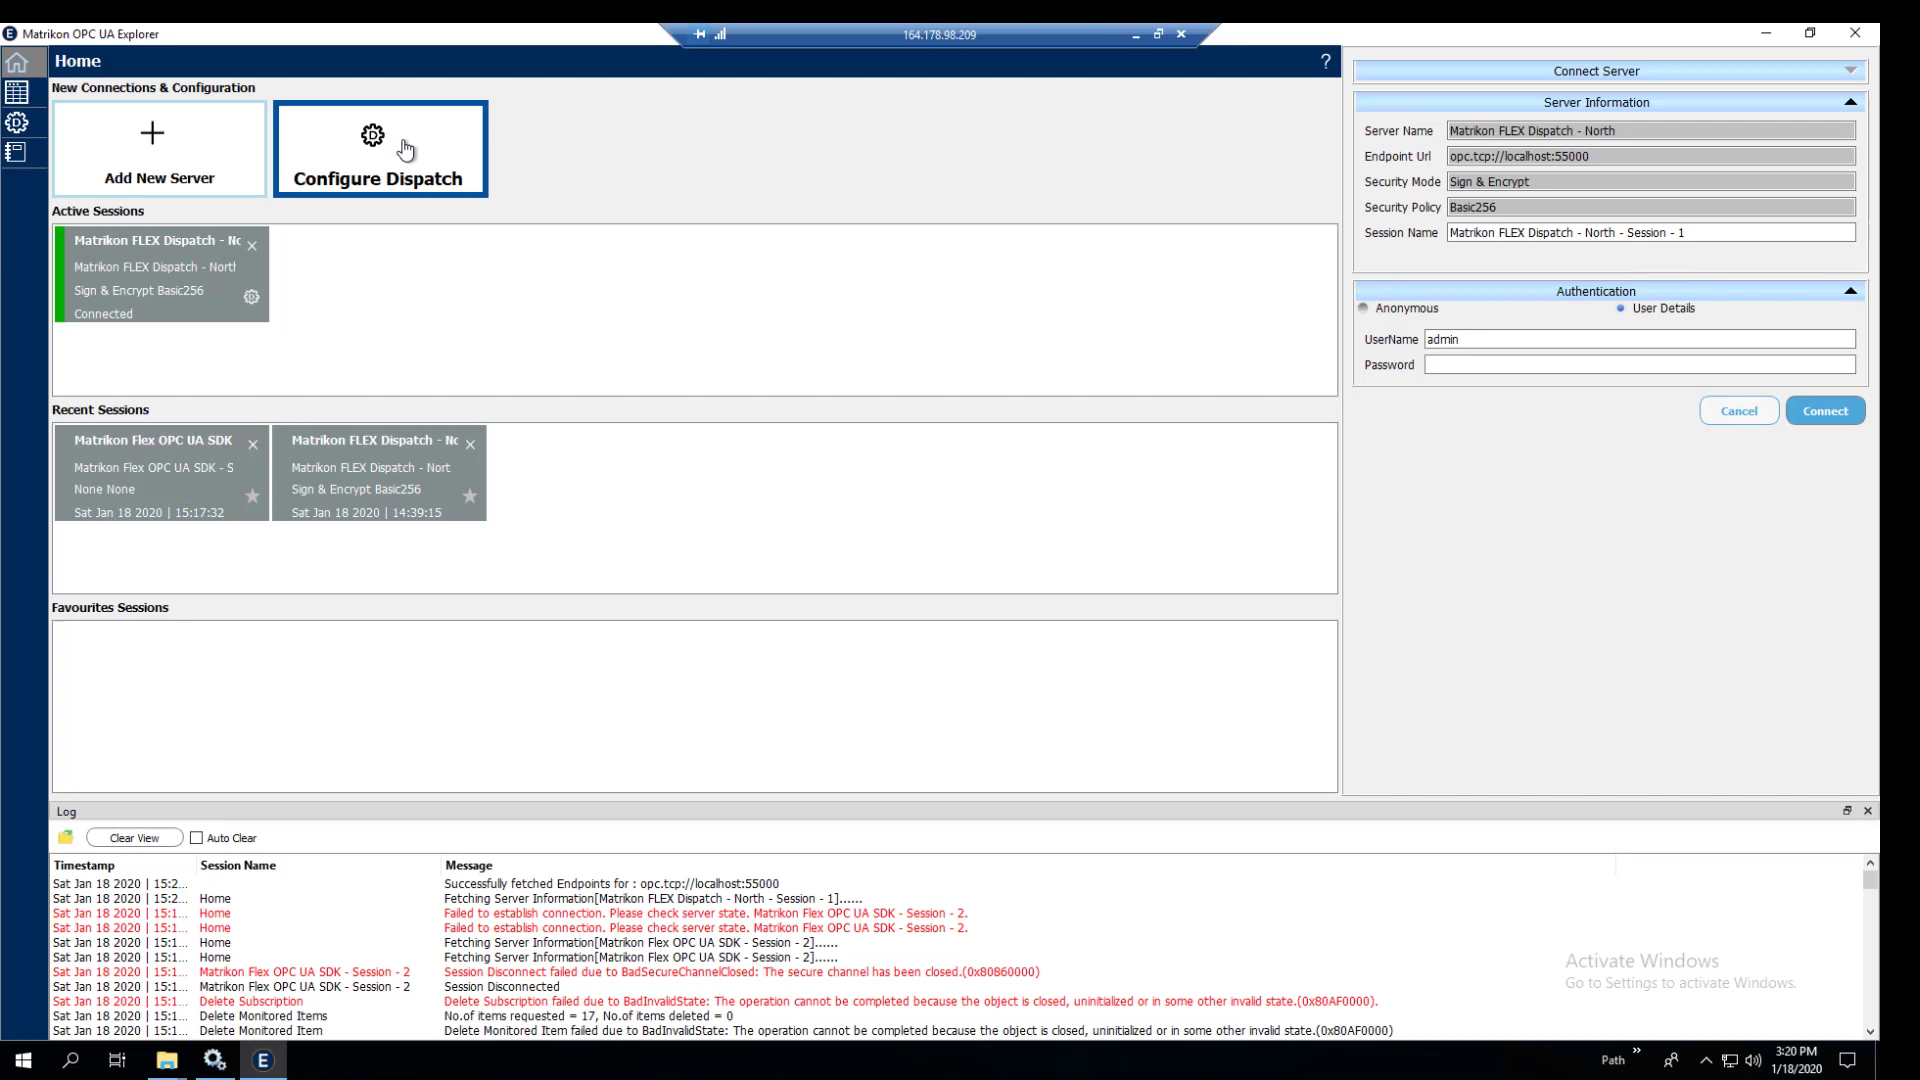 Matrikon OPC UA Explorer
164.178.98.209
Home
?
New Connections & Configuration
Add New Server
Configure Dispatch
Active Sessions
Matrikon FLEX Dispatch - Nc
Matrikon FLEX Dispatch - North
Sign & Encrypt Basic256
Connected
Recent Sessions
Matrikon Flex OPC UA SDK
Matrikon Flex OPC UA SDK - S
None None
Sat Jan 18 2020 | 15:17:32
Matrikon FLEX Dispatch - Nc
Matrikon FLEX Dispatch - Nort
Sign & Encrypt Basic256
Sat Jan 18 2020 | 14:39:15
Favourites Sessions
Connect Server
Server Information
Server Name Matrikon FLEX Dispatch - North
Endpoint Url opc.tcp://localhost:55000
Security Mode Sign & Encrypt
Security Policy Basic256
Session Name Matrikon FLEX Dispatch - North - Session - 1
Authentication
Anonymous User Details
UserName admin
Password
Cancel Connect
Log
Clear View Auto Clear
Timestamp Session Name Message
Sat Jan 18 2020 | 15:2... Successfully fetched Endpoints for : opc.tcp://localhost:55000
Sat Jan 18 2020 | 15:2... Home Fetching Server Information[Matrikon FLEX Dispatch - North - Session - 1]......
Sat Jan 18 2020 | 15:1... Home Failed to establish connection. Please check server state. Matrikon Flex OPC UA SDK - Session - 2.
Sat Jan 18 2020 | 15:1... Home Failed to establish connection. Please check server state. Matrikon Flex OPC UA SDK - Session - 2.
Sat Jan 18 2020 | 15:1... Home Fetching Server Information[Matrikon Flex OPC UA SDK - Session - 2]......
Sat Jan 18 2020 | 15:1... Home Fetching Server Information[Matrikon Flex OPC UA SDK - Session - 2]......
Sat Jan 18 2020 | 15:1... Matrikon Flex OPC UA SDK - Session - 2 Session Disconnect failed due to BadSecureChannelClosed: The secure channel has been closed.(0x80860000)
Sat Jan 18 2020 | 15:1... Matrikon Flex OPC UA SDK - Session - 2 Session Disconnected
Sat Jan 18 2020 | 15:1... Delete Subscription Delete Subscription failed due to BadInvalidState: The operation cannot be completed because the object is closed, uninitialized or in some other invalid state.(0x80AF0000).
Sat Jan 18 2020 | 15:1... Delete Monitored Items No.of items requested = 17, No.of items deleted = 0
Sat Jan 18 2020 | 15:1... Delete Monitored Item Delete Monitored Item failed due to BadInvalidState: The operation cannot be completed because the object is closed, uninitialized or in some other invalid state.(0x80AF0000)
Activate Windows
Go to Settings to activate Windows.
Path
3:20 PM
1/18/2020